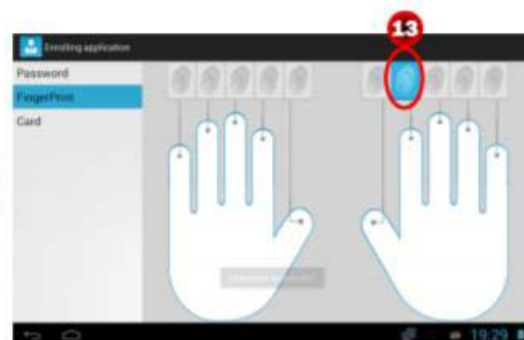 13
Enrolling application
Password
FingerPrint
Card
19:29